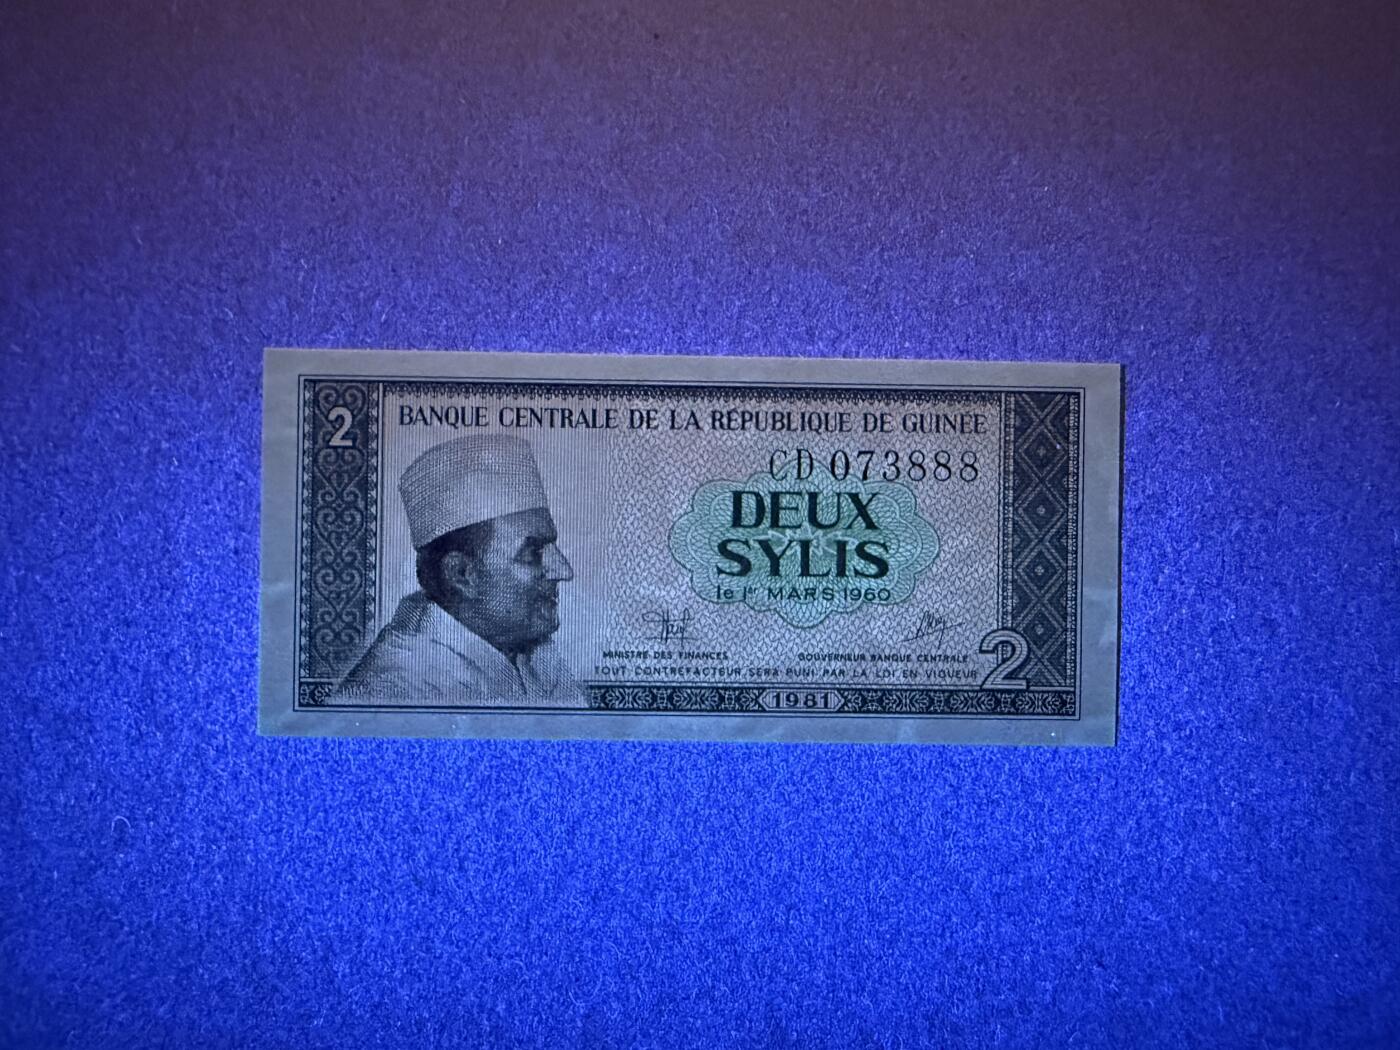 2
BANQUE CENTRALE DE LA RÉPUBLIQUE DE GUINÉE
CD 073888
DEUX
SYLIS
le 1er MARS 1960
MINISTRE DES FINANCES
GOUVERNEUR BANQUE CENTRALE
TOUT CONTREFACTEUR SERA PUNI PAR LA LOI EN VIGUEUR
2
1981